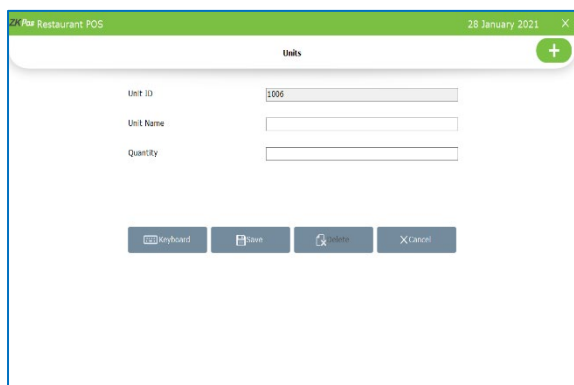 ZKPos Restaurant POS 28 January 2021 X
Units
+
Unit ID 1006
Unit Name
Quantity
Keyboard Save Delete Cancel